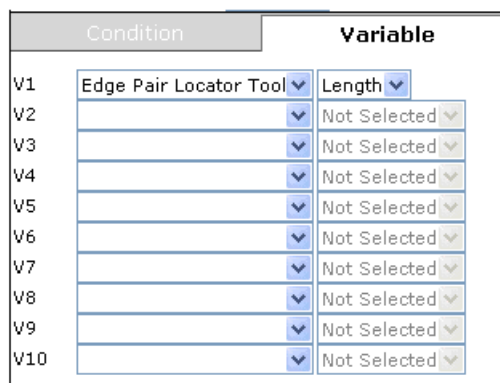 Condition Variable
V1 Edge Pair Locator Tool Length
V2 Not Selected
V3 Not Selected
V4 Not Selected
V5 Not Selected
V6 Not Selected
V7 Not Selected
V8 Not Selected
V9 Not Selected
V10 Not Selected